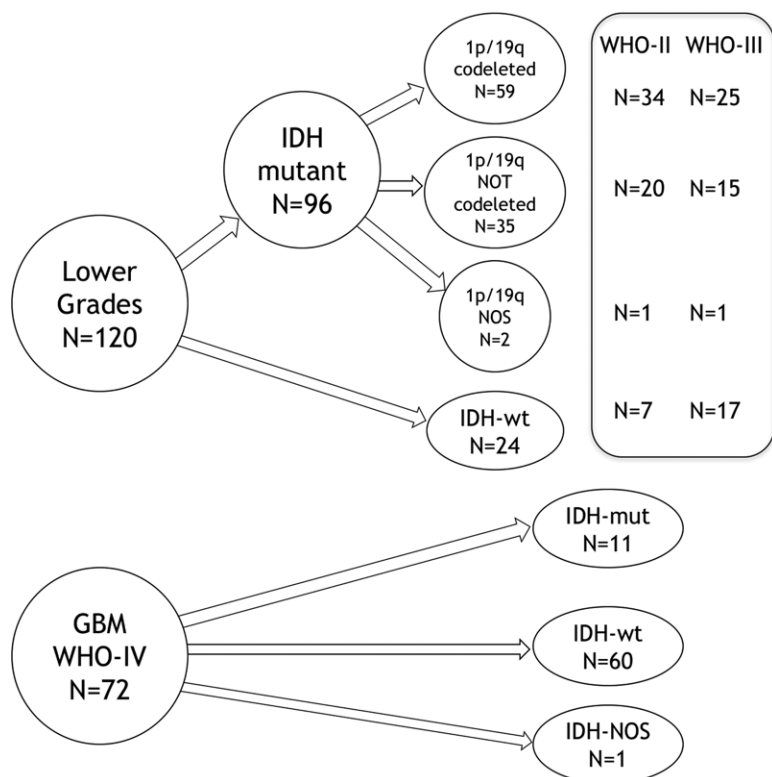 1p/19q
codeleted
N=59
WHO-II WHO-III
N=34 N=25
IDH
mutant
N=96
1p/19q
NOT
codeleted
N=35
N=20 N=15
Lower
Grades
N=120
1p/19q
NOS
N=2
N=1 N=1
IDH-wt
N=24
N=7 N=17
IDH-mut
N=11
GBM
WHO-IV
N=72
IDH-wt
N=60
IDH-NOS
N=1